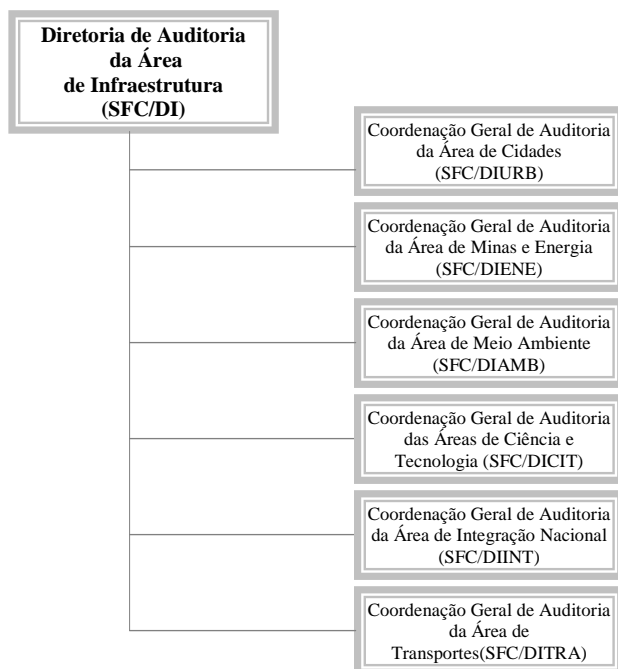 Diretoria de Auditoria
da Área
de Infraestrutura
(SFC/DI)
Coordenação Geral de Auditoria
da Área de Cidades
(SFC/DIURB)
Coordenação Geral de Auditoria
da Área de Minas e Energia
(SFC/DIENE)
Coordenação Geral de Auditoria
da Área de Meio Ambiente
(SFC/DIAMB)
Coordenação Geral de Auditoria
das Áreas de Ciência e
Tecnologia (SFC/DICIT)
Coordenação Geral de Auditoria
da Área de Integração Nacional
(SFC/DIINT)
Coordenação Geral de Auditoria
da Área de
Transportes(SFC/DITRA)